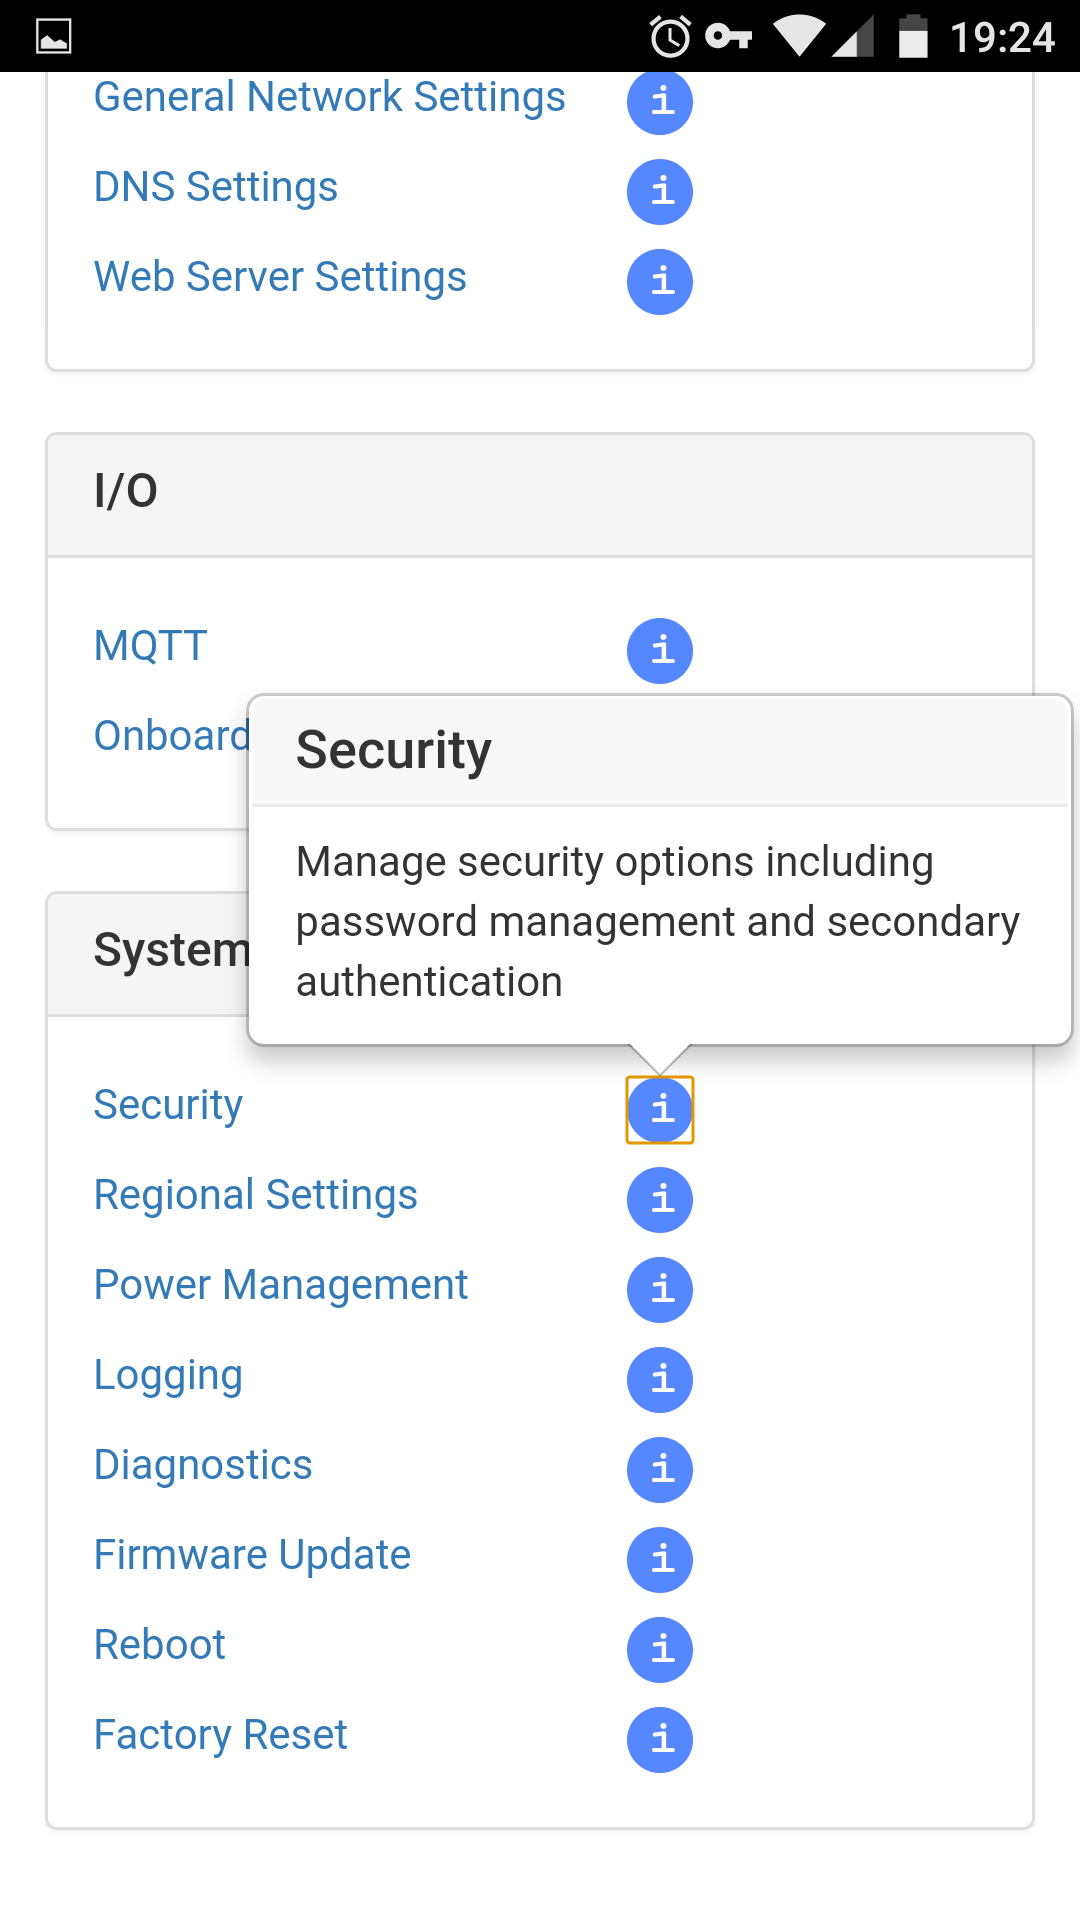 19:24
General Network Settings
DNS Settings
Web Server Settings
I/O
MQTT
Onboard
Security
Manage security options including
password management and secondary
authentication
System
Security
Regional Settings
Power Management
Logging
Diagnostics
Firmware Update
Reboot
Factory Reset